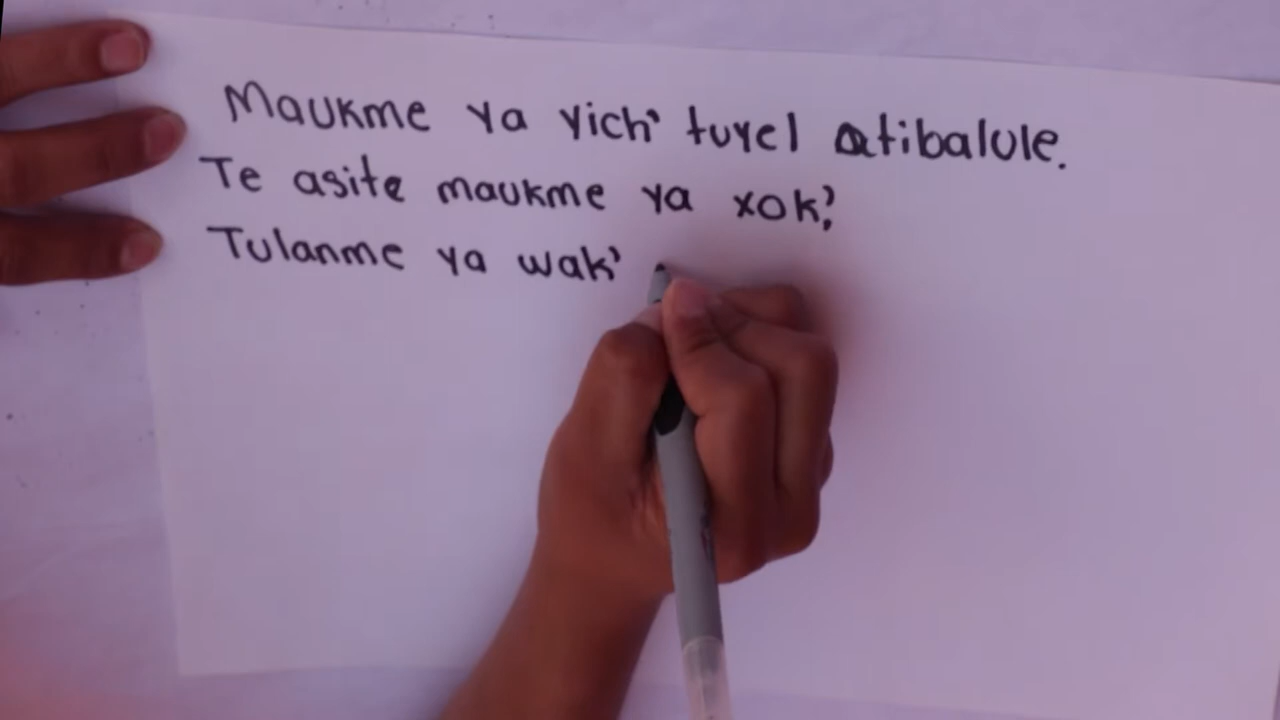 Maukme ya yich' tuyel atibalule.
Te asite maukme ya xok?
Tulanme ya wak'